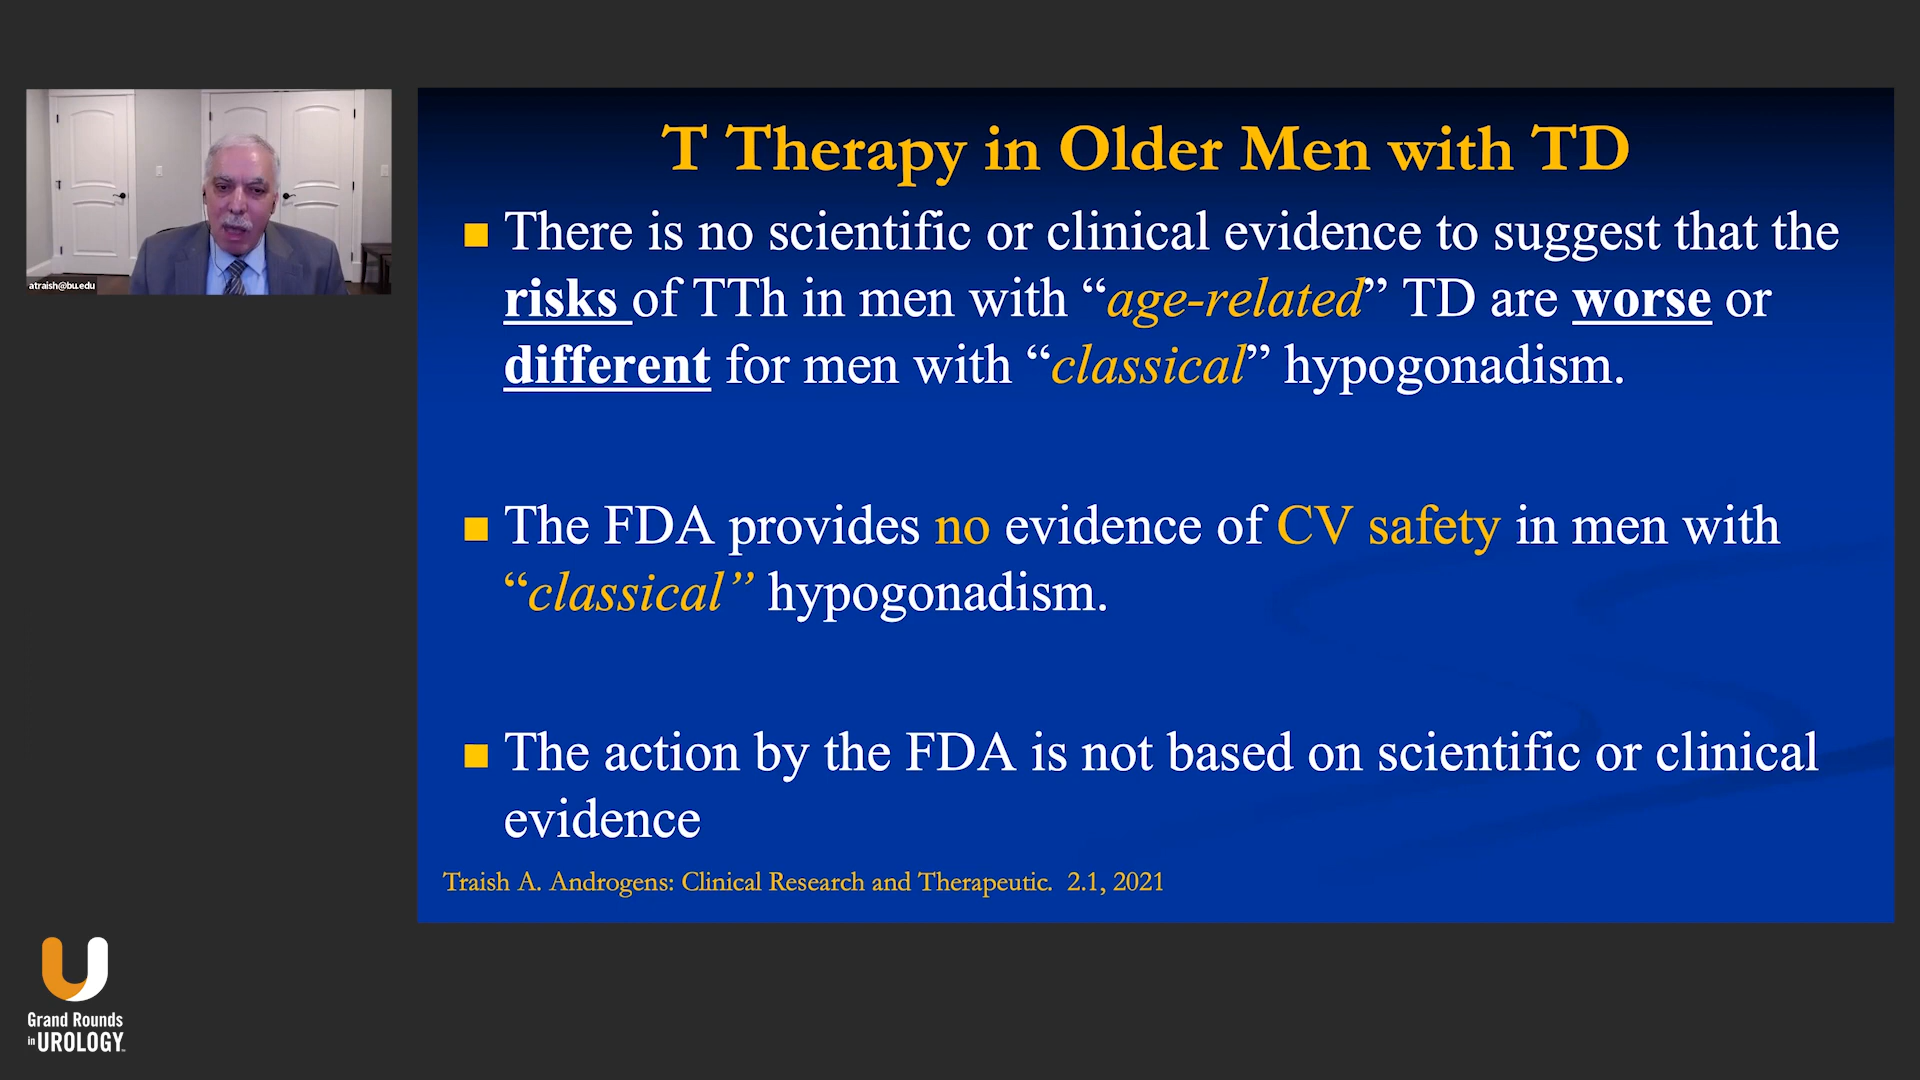 atraish@bu.edu
T Therapy in Older Men with TD
There is no scientific or clinical evidence to suggest that the
risks of TTh in men with “age-related” TD are worse or
different for men with “classical” hypogonadism.
The FDA provides no evidence of CV safety in men with
“classical” hypogonadism.
The action by the FDA is not based on scientific or clinical
evidence
Traish A. Androgens: Clinical Research and Therapeutic. 2.1, 2021
Grand Rounds
in UROLOGY